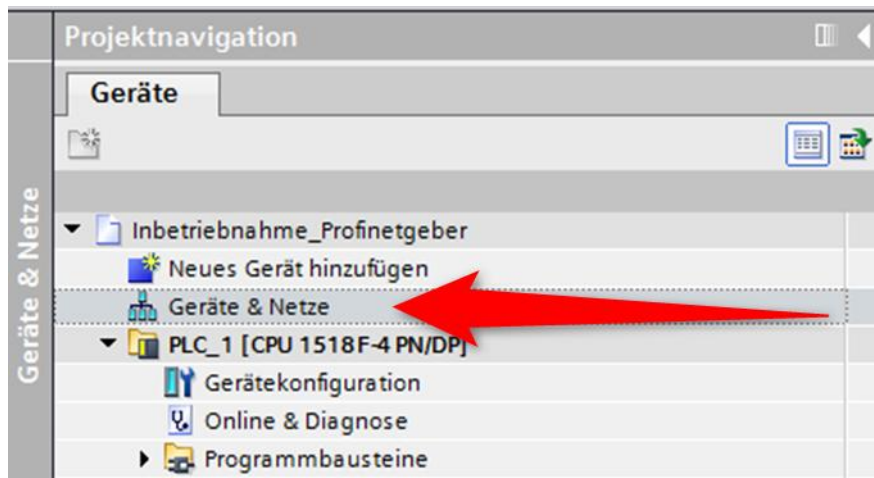 Projektnavigation
Geräte
Geräte & Netze
Inbetriebnahme_Profinetgeber
Neues Gerät hinzufügen
Geräte & Netze
PLC_1 [CPU 1518F-4 PN/DP]
Gerätekonfiguration
Online & Diagnose
Programmbausteine